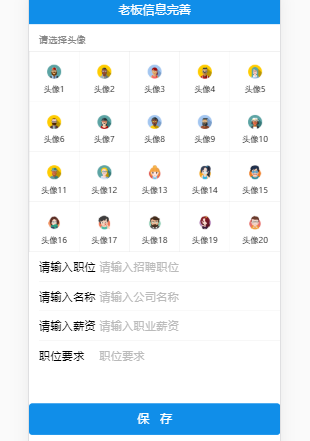 老板信息完善
请选择头像
头像1 头像2 头像3 头像4 头像5
头像6 头像7 头像8 头像9 头像10
头像11 头像12 头像13 头像14 头像15
头像16 头像17 头像18 头像19 头像20
请输入职位 请输入招聘职位
请输入名称 请输入公司名称
请输入薪资 请输入职业薪资
职位要求 职位要求
保 存